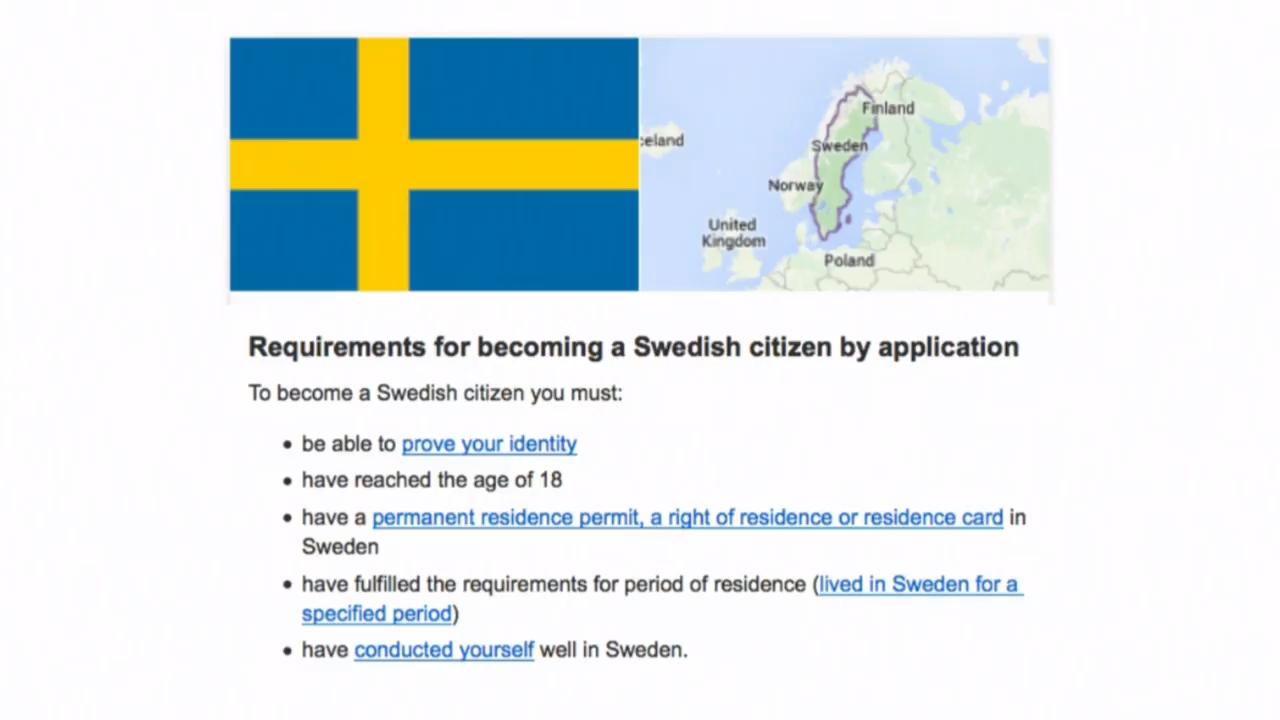 Finland
eland
Sweden
Norway
United
Kingdom
Poland
Requirements for becoming a Swedish citizen by application
To become a Swedish citizen you must:
• be able to prove your identity
• have reached the age of 18
• have a permanent residence permit, a right of residence or residence card in
Sweden
• have fulfilled the requirements for period of residence (lived in Sweden for a
specified period)
• have conducted yourself well in Sweden.